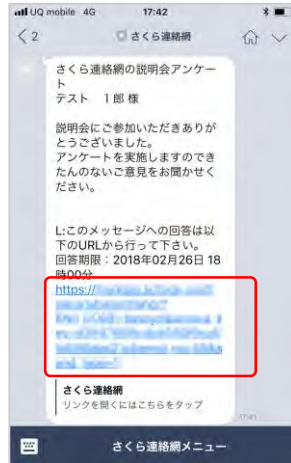 UQ mobile 4G 17:42
2 さくら連絡網
さくら連絡網の説明会アンケー
ト
テスト 1郎 様
説明会にご参加いただきありが
とうございました。
アンケートを実施しますのでき
たんのないご意見をお聞かせく
ださい。
L:このメッセージへの回答は以
下のURLから行って下さい。
回答期限：2018年02月26日 18
時00分
https://
さくら連絡網
リンクを開くにはこちらをタップ
さくら連絡網メニュー